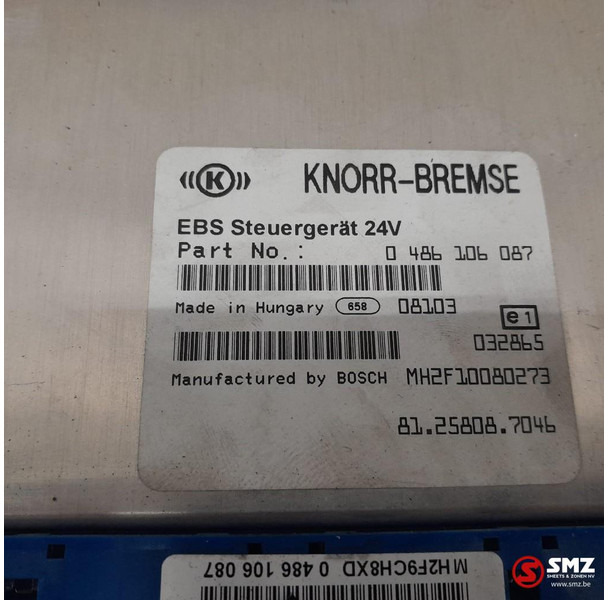 K KNORR-BREMSE
EBS Steuergerät 24V
Part No.: 0 486 106 087
Made in Hungary 658 08103
e1
032865
Manufactured by BOSCH MH2F10080273
81.25808.7046
MH2F9CH8XD 0 486 106 087
SMZ
SMEETS & ZONEN NV
www.smz.be